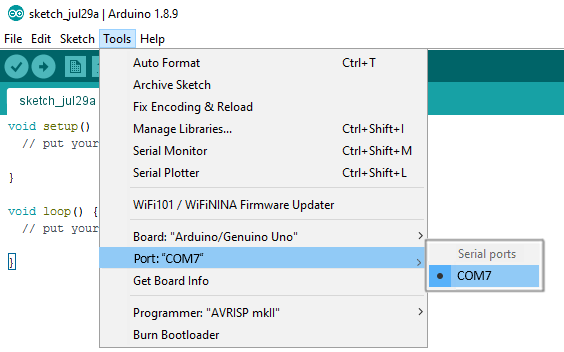 sketch_jul29a | Arduino 1.8.9
File Edit Sketch Tools Help
sketch_jul29a
void setup()
// put your
}
void loop() {
// put your
}
Auto Format Ctrl+T
Archive Sketch
Fix Encoding & Reload
Manage Libraries... Ctrl+Shift+I
Serial Monitor Ctrl+Shift+M
Serial Plotter Ctrl+Shift+L
WiFi101 / WiFiNINA Firmware Updater
Board: "Arduino/Genuino Uno"
Port: "COM7"
Get Board Info
Programmer: "AVRISP mkII"
Burn Bootloader
Serial ports
COM7